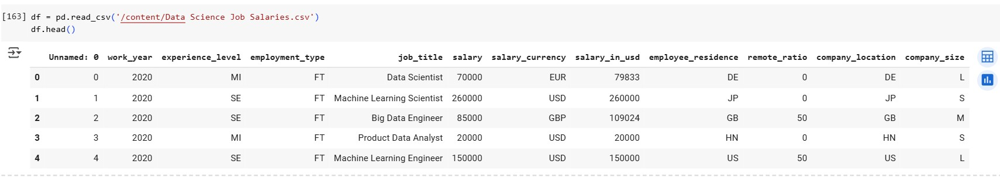 [163] df = pd.read_csv('/content/Data Science Job Salaries.csv')
df.head()
Unnamed: 0 work_year experience_level employment_type job_title salary salary_currency salary_in_usd employee_residence remote_ratio company_location company_size
0 0 2020 MI FT Data Scientist 70000 EUR 79833 DE 0 DE L
1 1 2020 SE FT Machine Learning Scientist 260000 USD 260000 JP 0 JP S
2 2 2020 SE FT Big Data Engineer 85000 GBP 109024 GB 50 GB M
3 3 2020 MI FT Product Data Analyst 20000 USD 20000 HN 0 HN S
4 4 2020 SE FT Machine Learning Engineer 150000 USD 150000 US 50 US L